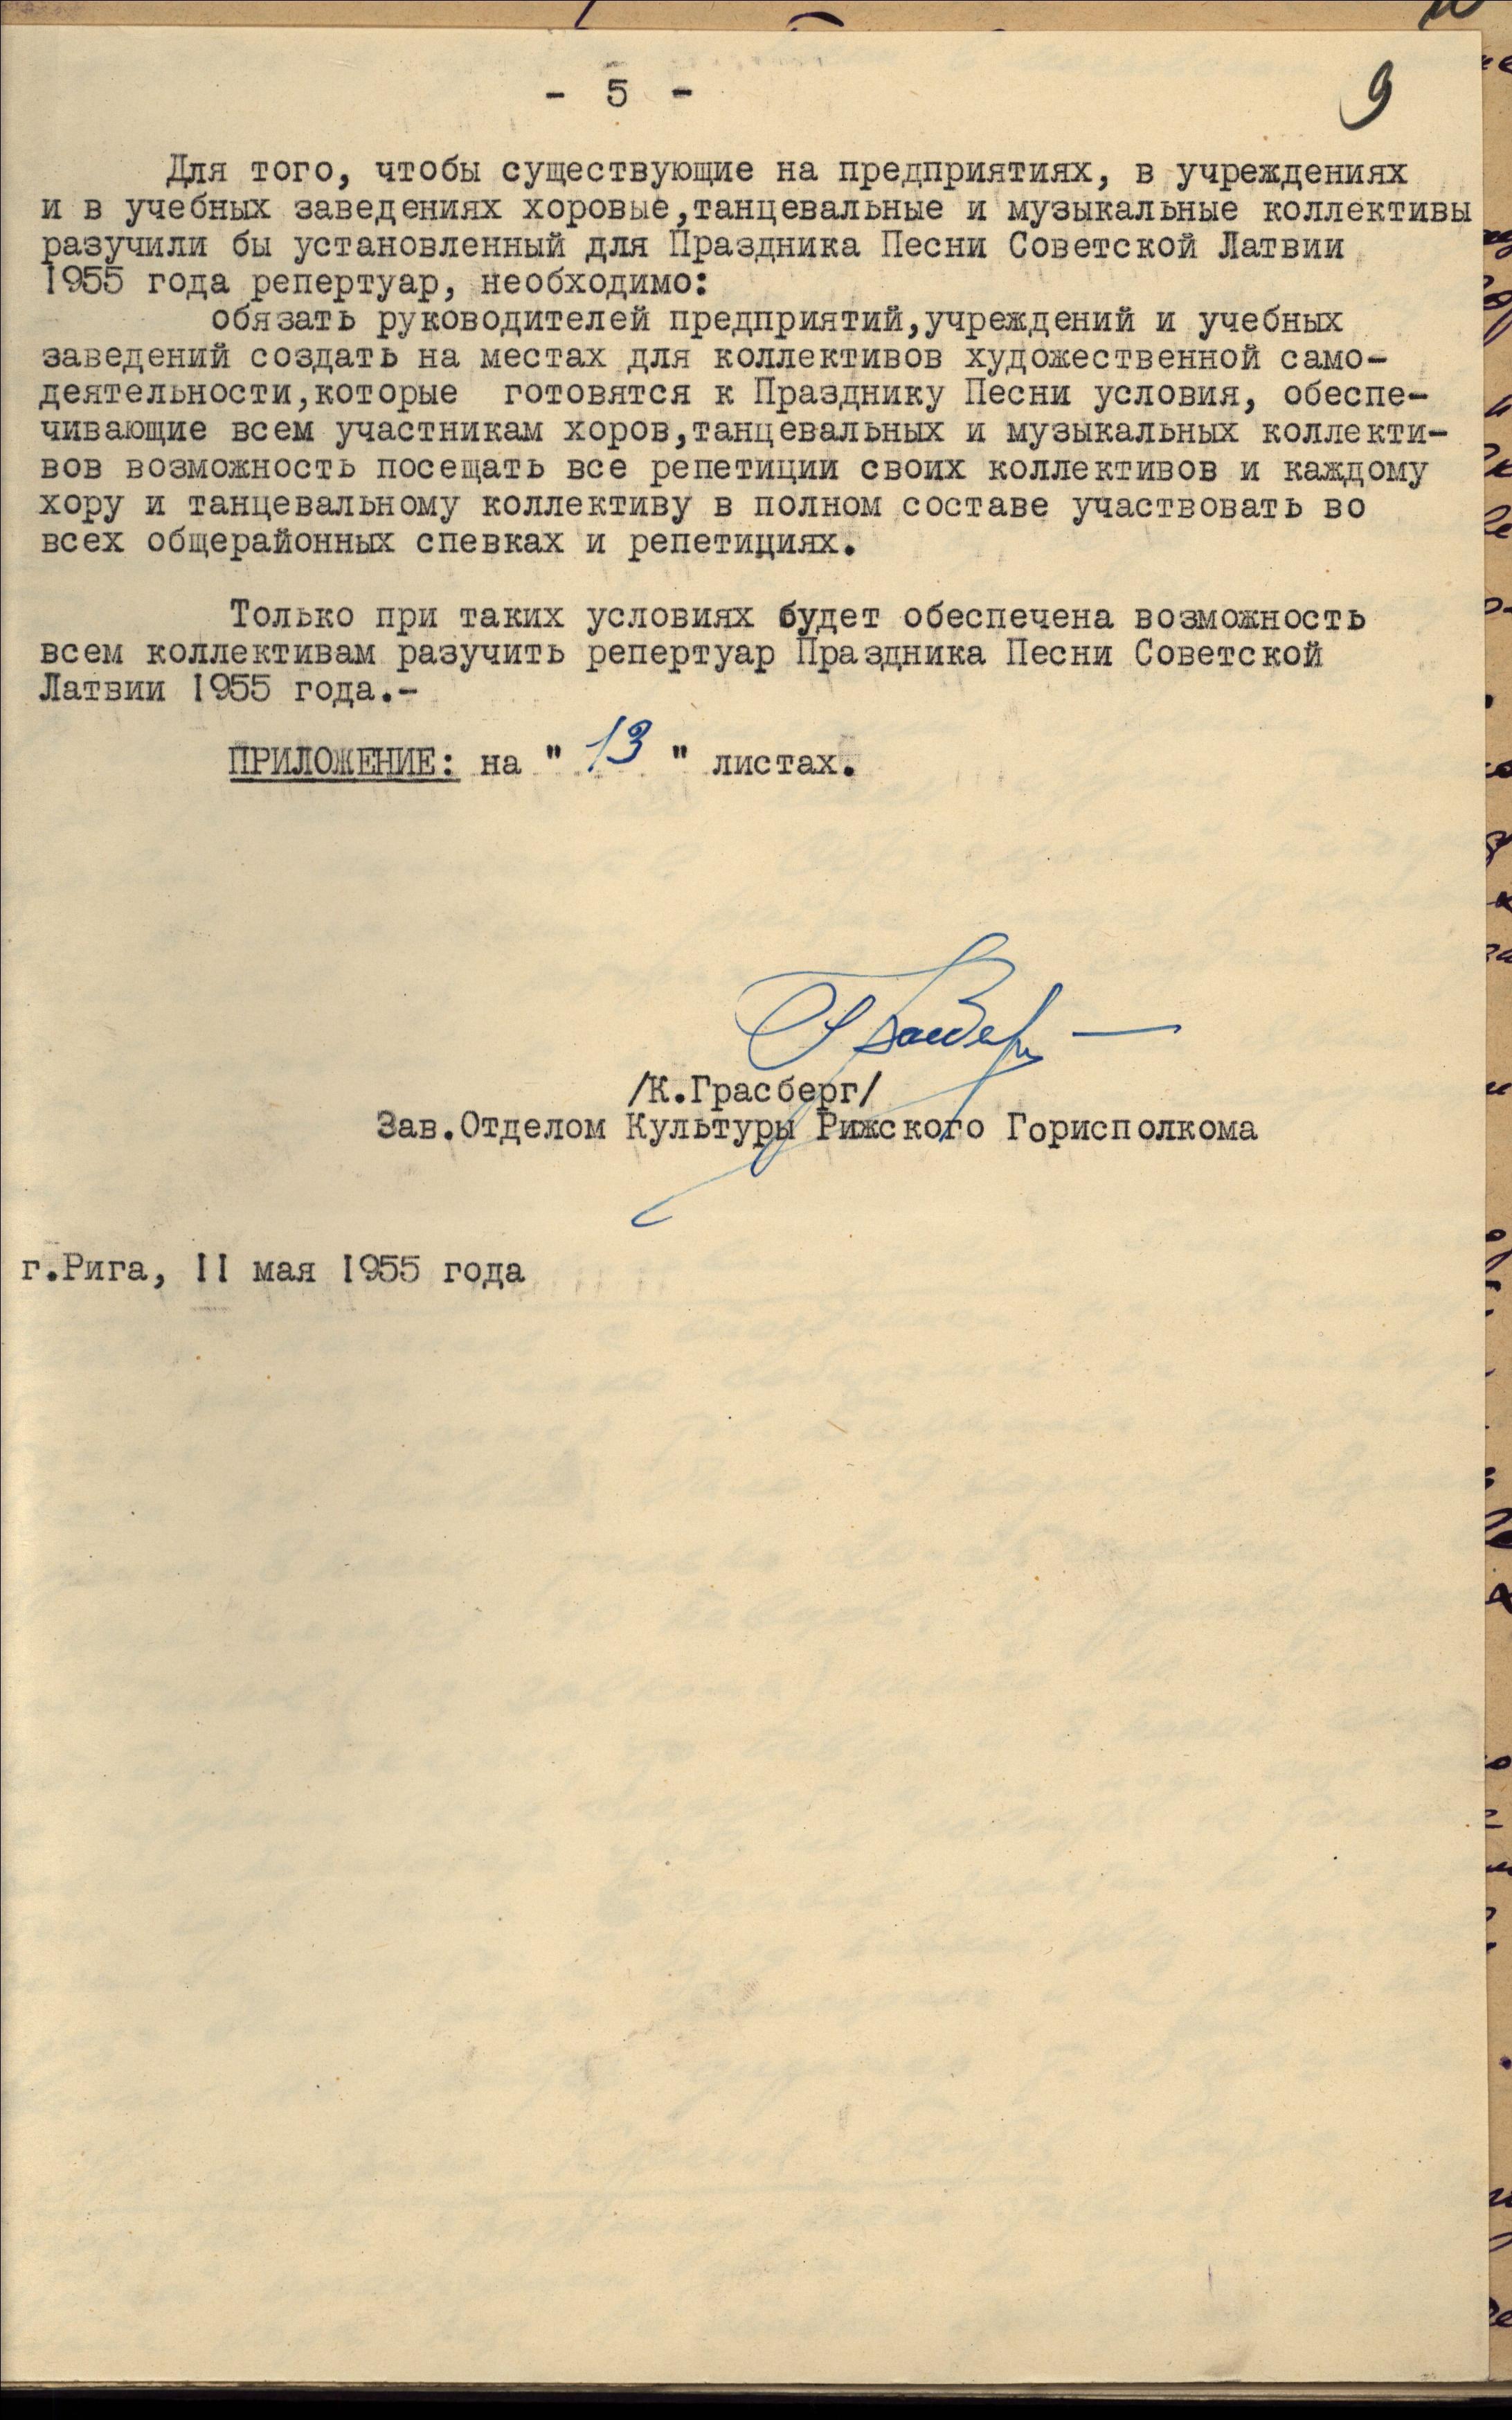 - 5 -
9
Для того, чтобы существующие на предприятиях, в учреждениях
и в учебных заведениях хоровые,танцевальные и музыкальные коллективы
разучили бы установленный для Праздника Песни Советской Латвии
1955 года репертуар, необходимо:
обязать руководителей предприятий,учреждений и учебных
заведений создать на местах для коллективов художественной само-
деятельности,которые готовятся к Празднику Песни условия, обеспе-
чивающие всем участникам хоров,танцевальных и музыкальных коллекти-
вов возможность посещать все репетиции своих коллективов и каждому
хору и танцевальному коллективу в полном составе участвовать во
всех общерайонных спевках и репетициях.
Только при таких условиях будет обеспечена возможность
всем коллективам разучить репертуар Праздника Песни Советской
Латвии 1955 года.-
ПРИЛОЖЕНИЕ: на " 13 " листах.
/К.Грасберг/
Зав.Отделом Культуры Рижского Горисполкома
г.Рига, 11 мая 1955 года